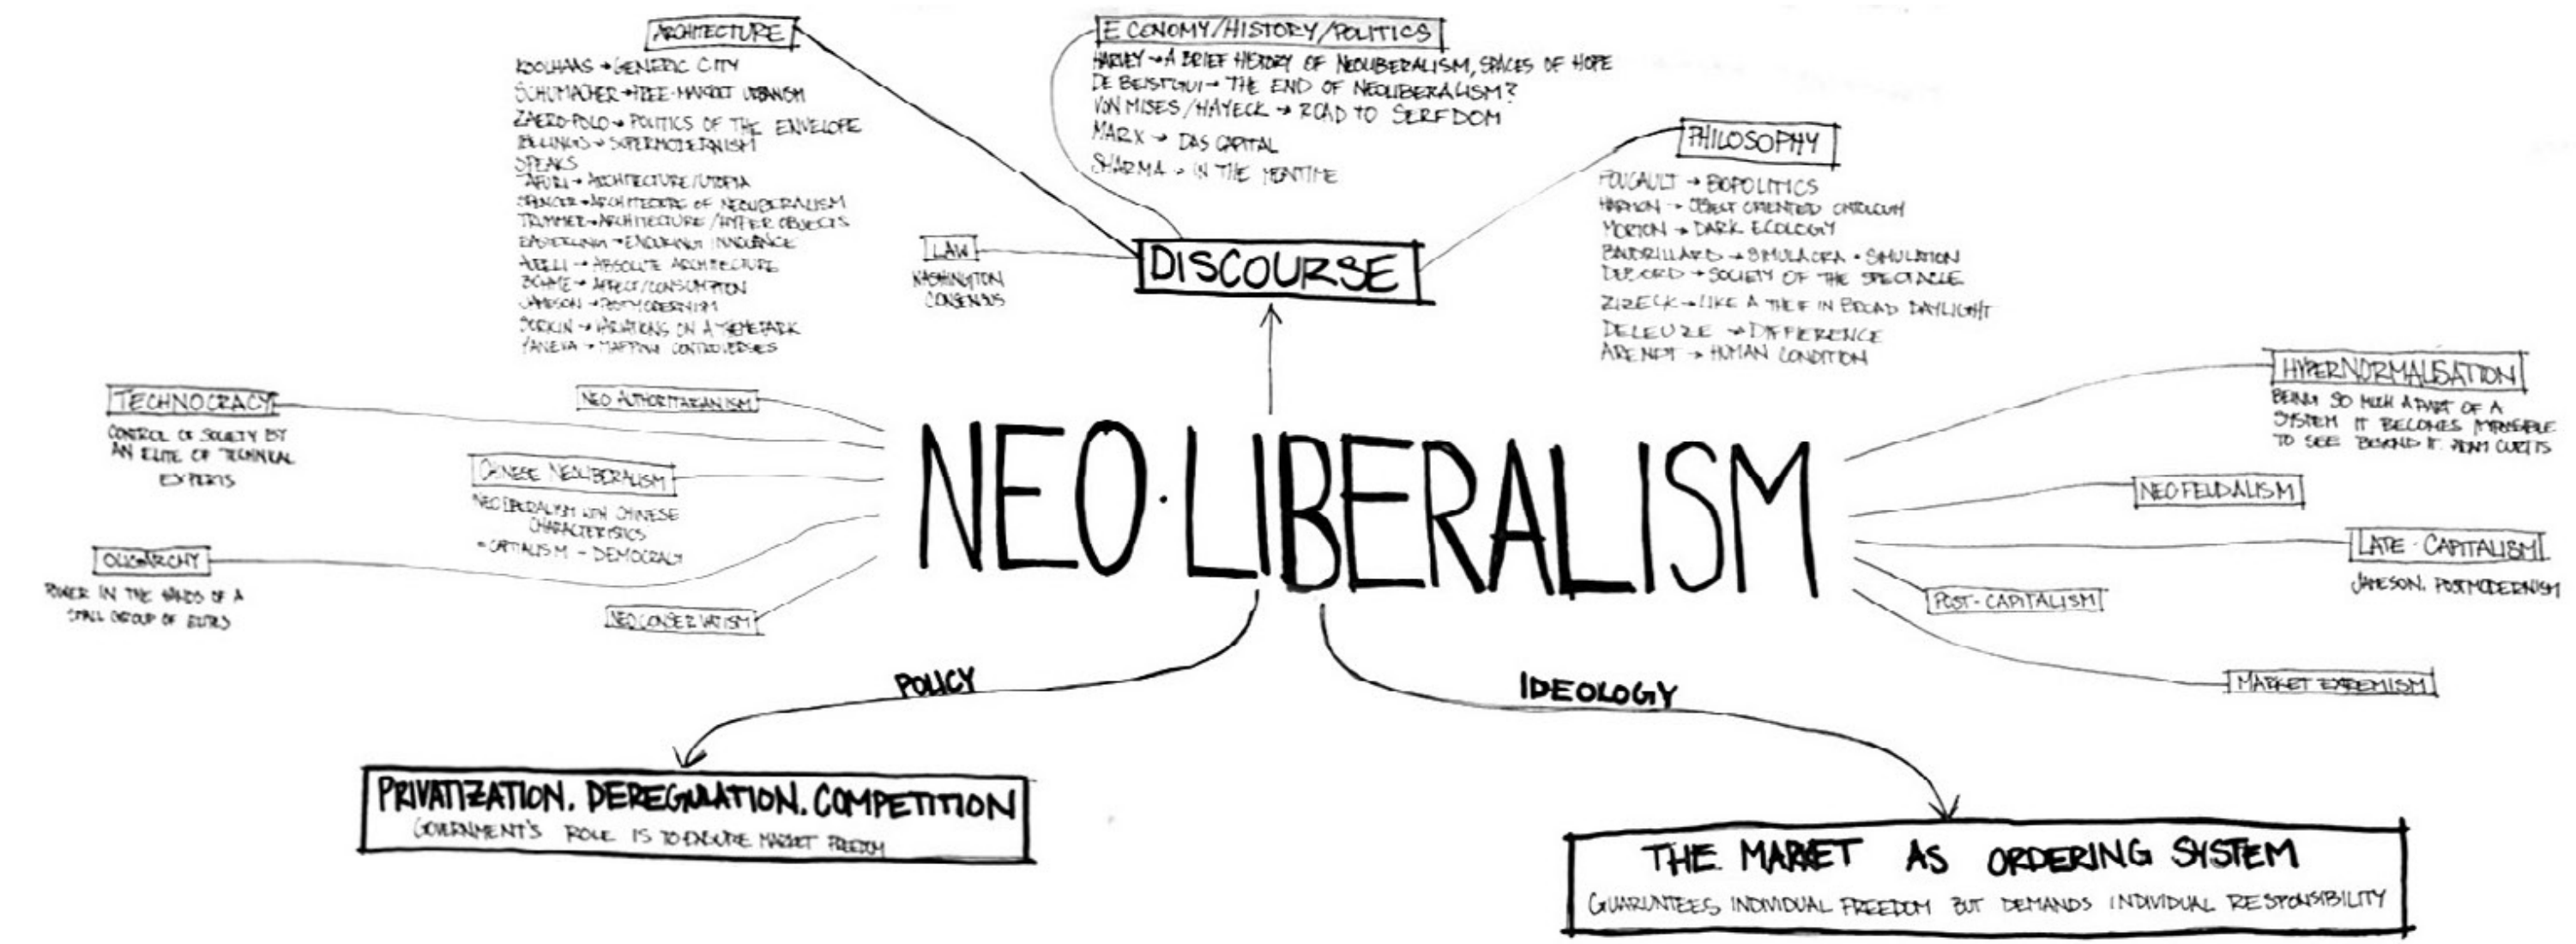 ARCHITECTURE
KOOLHAAS → GENERIC CITY
SCHUMACHER → FREE-MARKET URBANISM
ZAERO-POLO → POLITICS OF THE ENVELOPE
IBELINGS → SUPERMODERNISM
SPEAKS
TAFURI → ARCHITECTURE/UTOPIA
SPENCER → ARCHITECTURE OF NEOLIBERALISM
TRUMMER → ARCHITECTURE/HYPER OBJECTS
EASTERLING → ENDURING INNOCENCE
AURELI → ABSOLUTE ARCHITECTURE
BÖHME → AFFECT/CONSUMPTION
JAMESON → POSTMODERNISM
SORKIN → VARIATIONS ON A THEMEPARK
YANEVA → MAPPING CONTROVERSIES
ECONOMY/HISTORY/POLITICS
HARVEY → A BRIEF HISTORY OF NEOLIBERALISM, SPACES OF HOPE
DE BEISTGUI → THE END OF NEOLIBERALISM?
VON MISES/HAYECK → ROAD TO SERFDOM
MARX → DAS CAPITAL
SHARMA → IN THE MENTIME
PHILOSOPHY
FOUCAULT → BIOPOLITICS
HARMON → OBJECT ORIENTED ONTOLOGY
MORTON → DARK ECOLOGY
BAUDRILLARD → SIMULACRA + SIMULATION
DEBORD → SOCIETY OF THE SPECTACLE
ZIZECK → LIKE A THEIF IN BROAD DAYLIGHT
DELEUZE → DIFFERENCE
ARENDT → HUMAN CONDITION
LAW
WASHINGTON
CONSENSUS
DISCOURSE
TECHNOCRACY
CONTROL OF SOCIETY BY
AN ELITE OF TECHNICAL
EXPERTS
NEO AUTHORITARIANISM
CHINESE NEOLIBERALISM
NEOLIBERALISM WITH CHINESE
CHARACTERISTICS
= CAPITALISM - DEMOCRACY
OLIGARCHY
POWER IN THE HANDS OF A
SMALL GROUP OF ELITES
NEOCONSERVATISM
NEO·LIBERALISM
HYPERNORMALISATION
BEING SO MUCH A PART OF A
SYSTEM IT BECOMES IMPOSSIBLE
TO SEE BEYOND IT. ADAM CURTIS
NEOFEUDALISM
LATE-CAPITALISM
JAMESON. POSTMODERNISM
POST-CAPITALISM
MARKET EXREMISM
POLICY
IDEOLOGY
PRIVATIZATION. DEREGULATION. COMPETITION
GOVERNMENT'S ROLE IS TO ENSURE MARKET FREEDOM
THE MARKET AS ORDERING SYSTEM
GUARUNTEES INDIVIDUAL FREEDOM BUT DEMANDS INDIVIDUAL RESPONSIBILITY